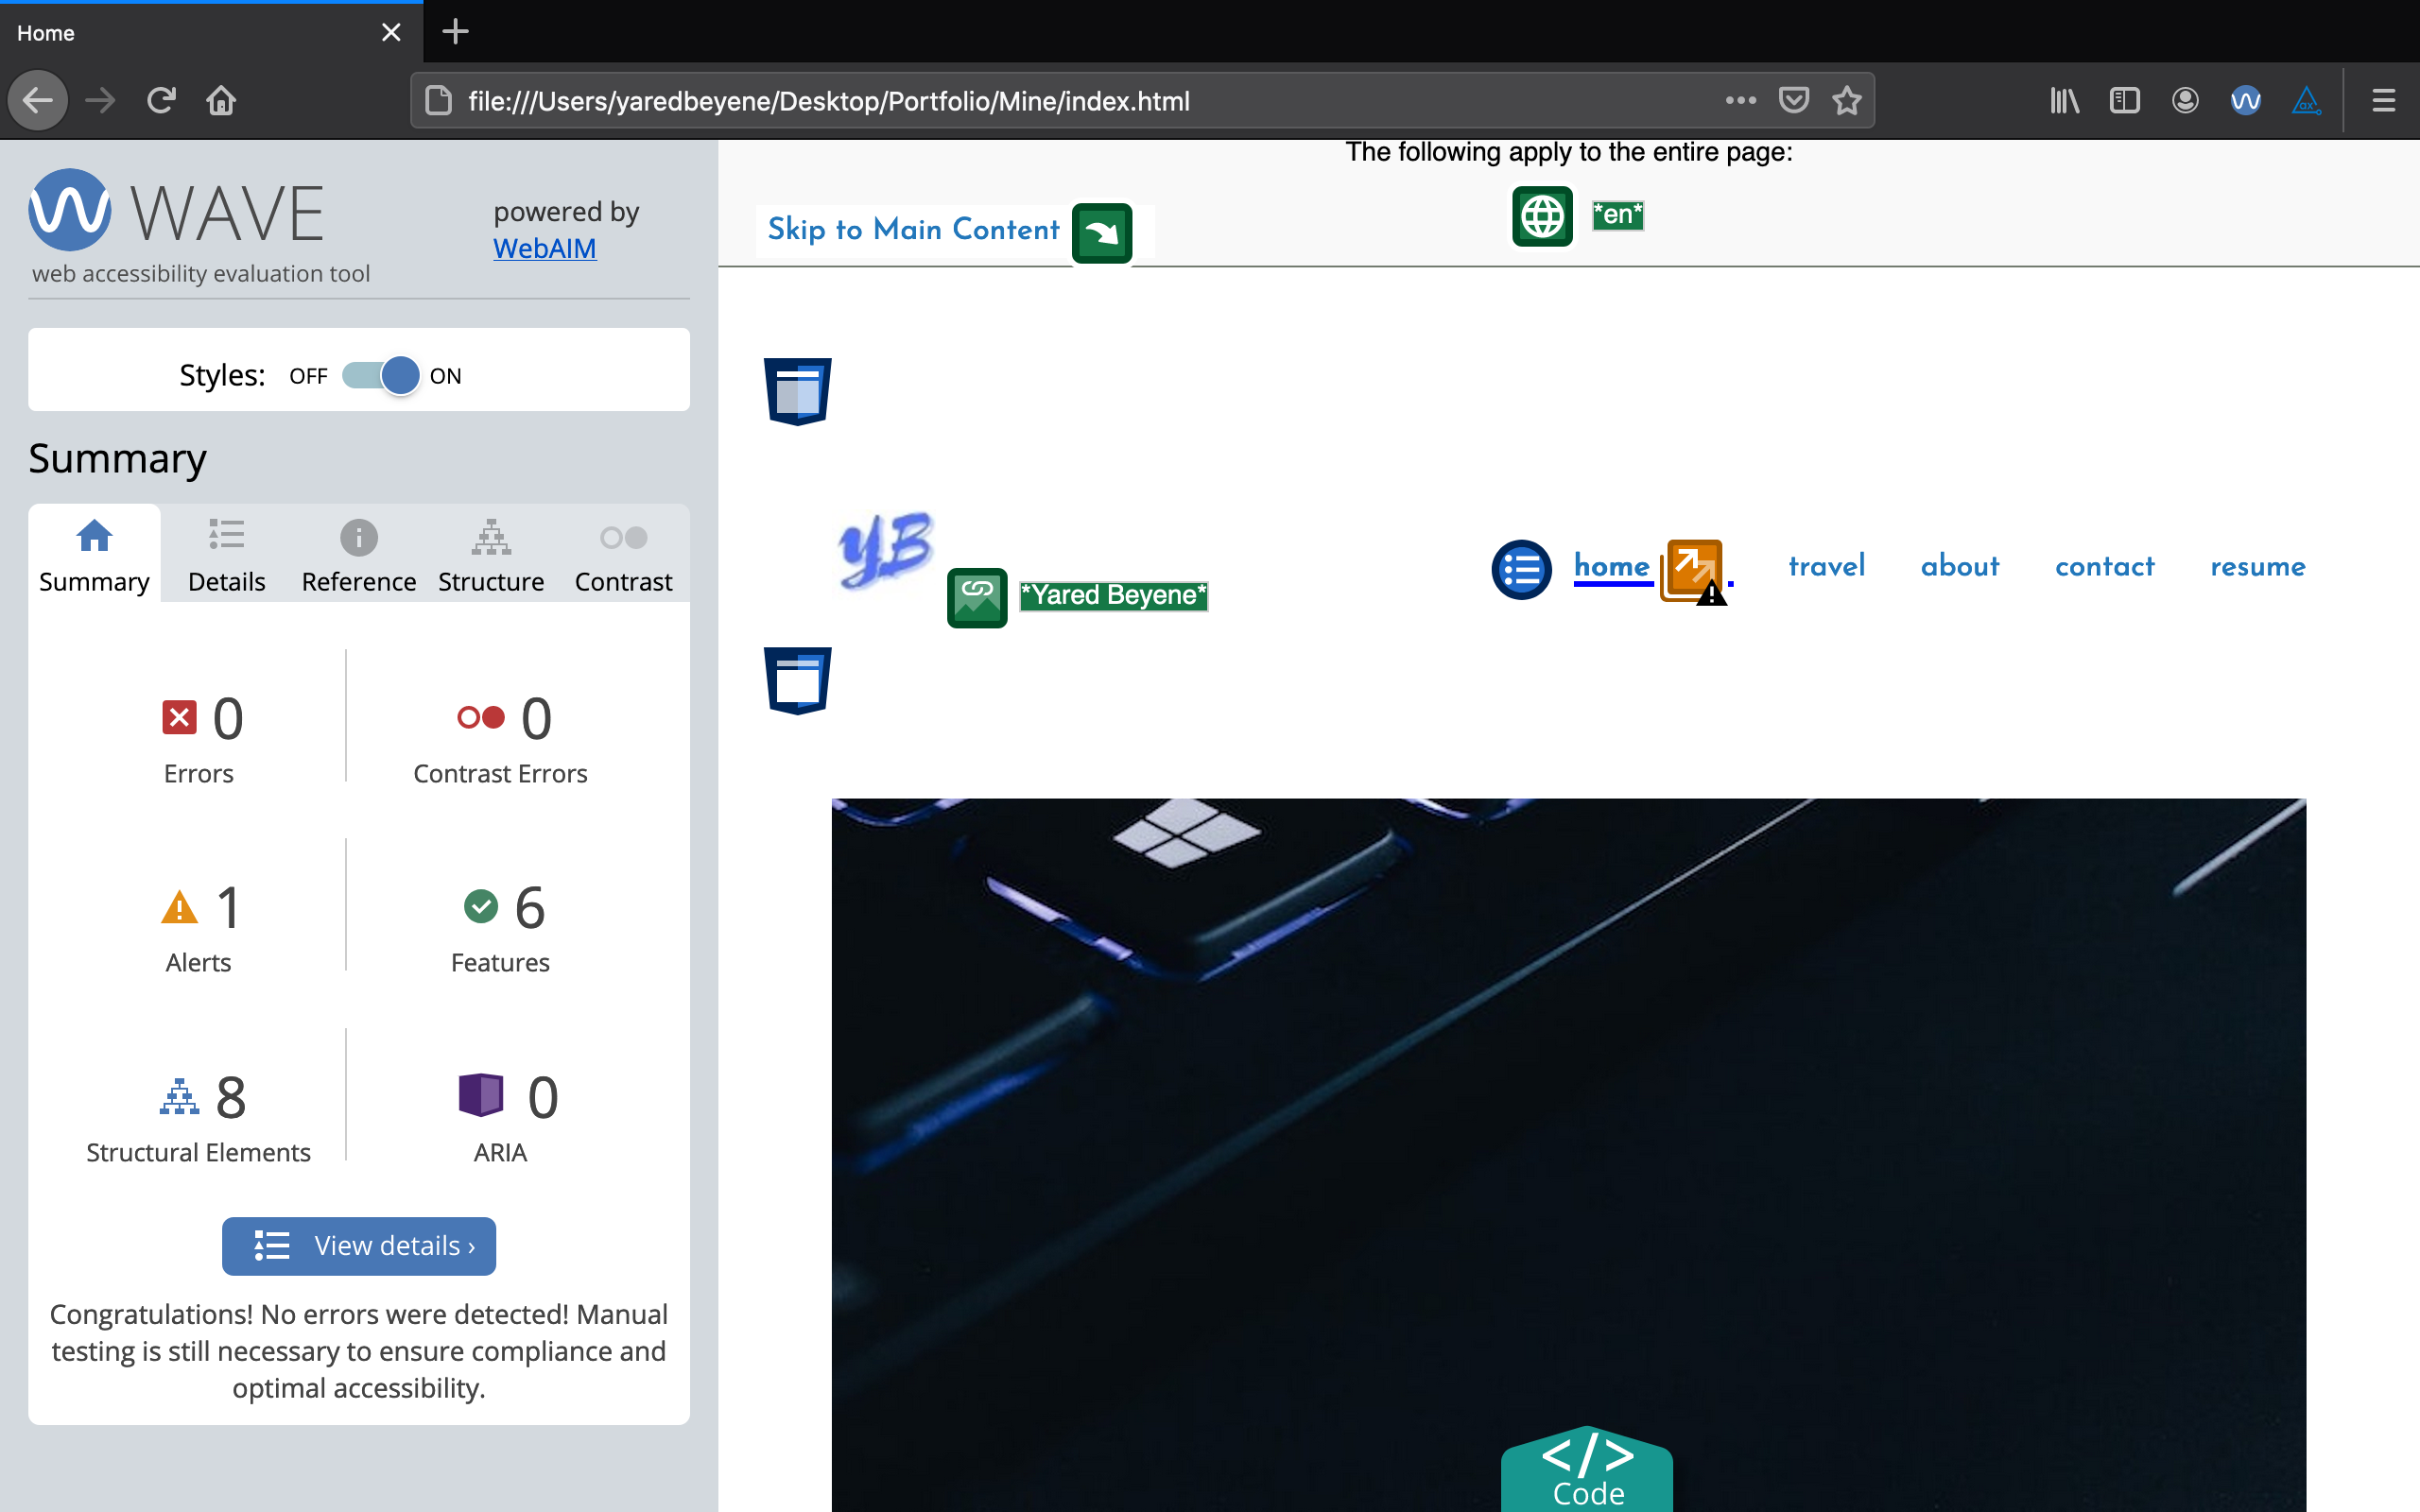 Home
file:///Users/yaredbeyene/Desktop/Portfolio/Mine/index.html
WAVE
web accessibility evaluation tool
powered by
WebAIM
Styles: OFF ON
Summary
Summary Details Reference Structure Contrast
0 0
Errors Contrast Errors
1 6
Alerts Features
8 0
Structural Elements ARIA
View details ›
Congratulations! No errors were detected! Manual
testing is still necessary to ensure compliance and
optimal accessibility.
The following apply to the entire page:
*en*
Skip to Main Content
YB
*Yared Beyene*
home travel about contact resume
</>
Code